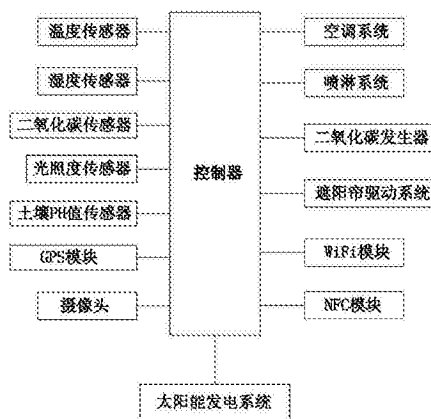 温度传感器
湿度传感器
二氧化碳传感器
光照度传感器
土壤PH值传感器
GPS模块
摄像头
控制器
空调系统
喷淋系统
二氧化碳发生器
遮阳帘驱动系统
WiFi模块
NFC模块
太阳能发电系统